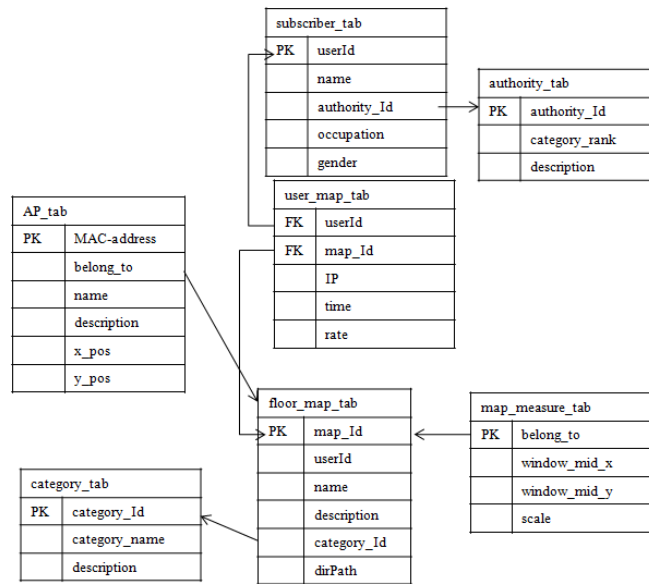 subscriber_tab
PK userId
name
authority_Id
occupation
gender
authority_tab
PK authority_Id
category_rank
description
user_map_tab
FK userId
FK map_Id
IP
time
rate
AP_tab
PK MAC-address
belong_to
name
description
x_pos
y_pos
floor_map_tab
PK map_Id
userId
name
description
category_Id
dirPath
map_measure_tab
PK belong_to
window_mid_x
window_mid_y
scale
category_tab
PK category_Id
category_name
description